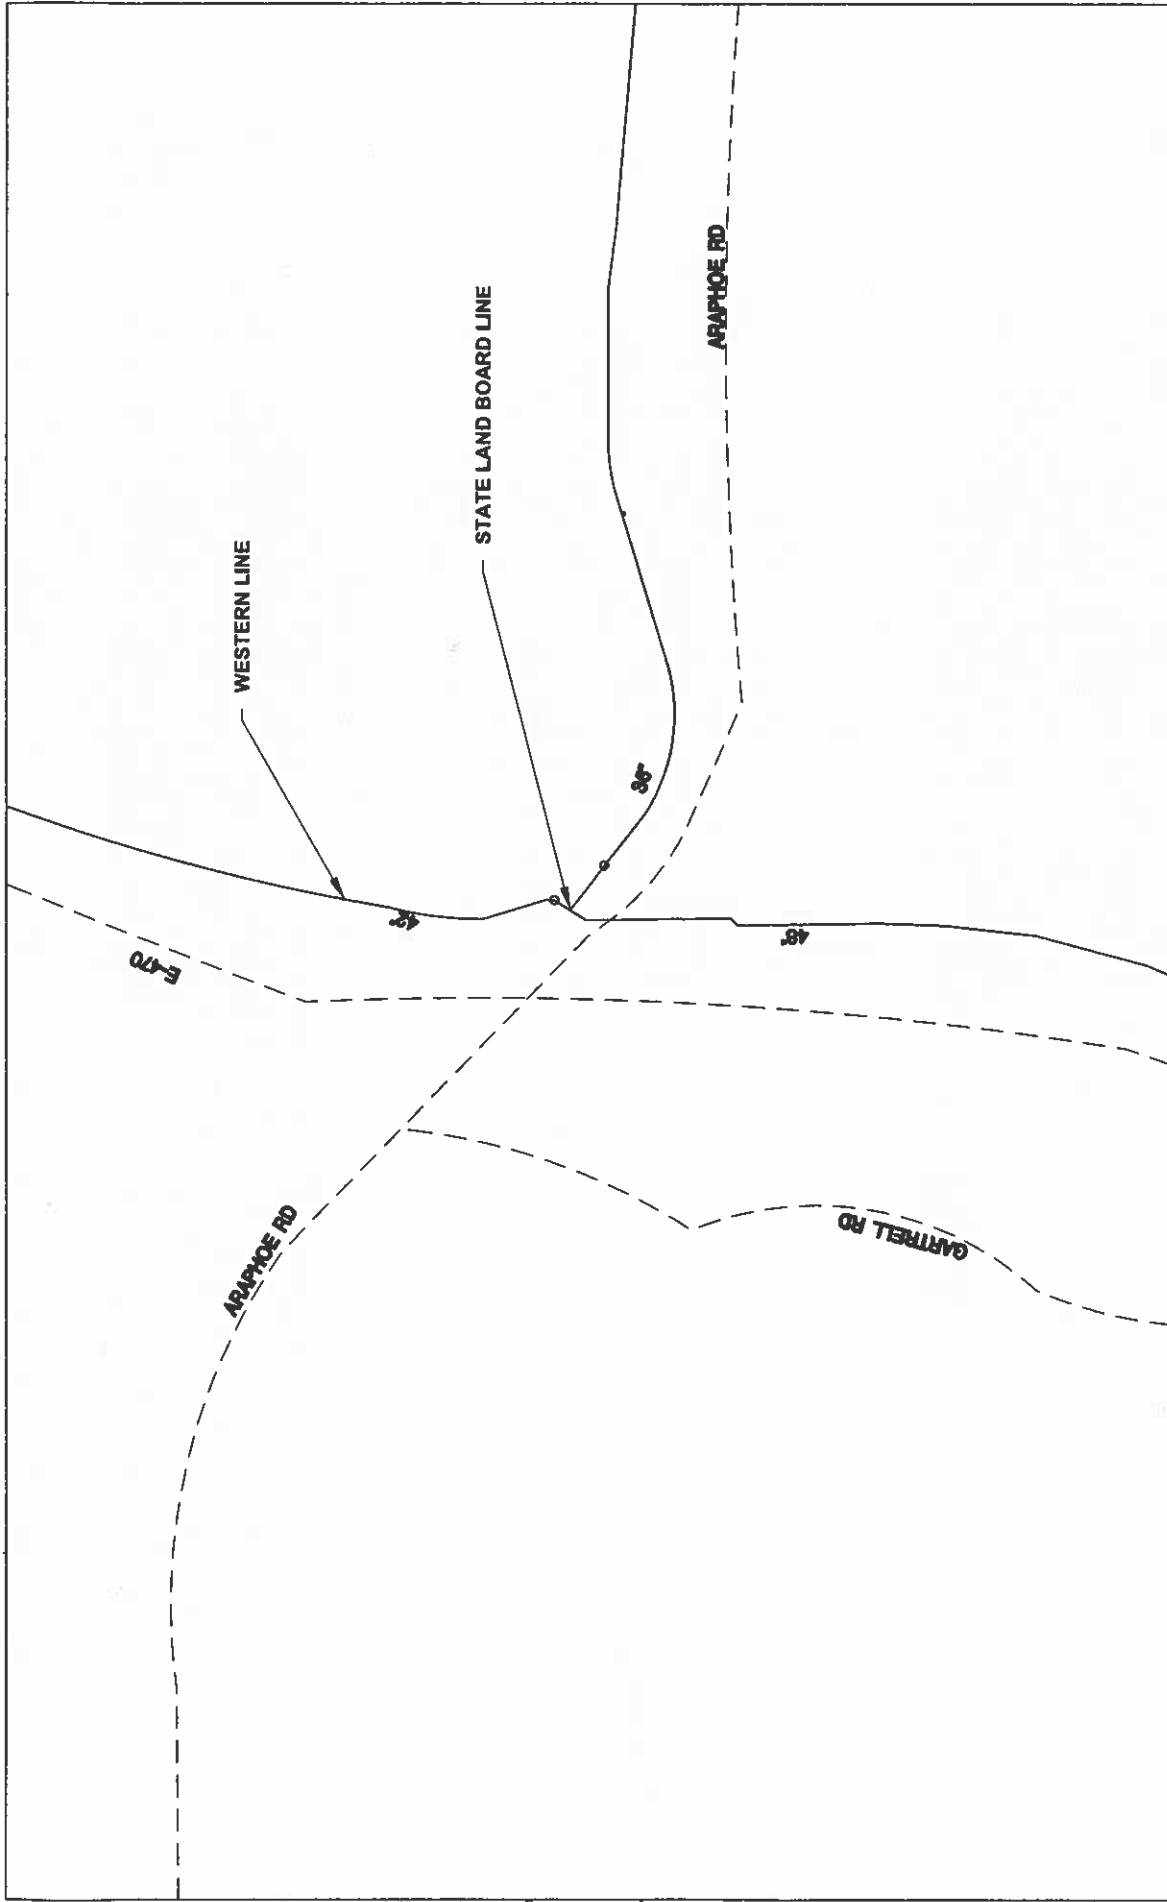 WESTERN LINE
STATE LAND BOARD LINE
ARAPHOE RD
36"
42"
48"
E-470
ARAPHOE RD
GARTRELL RD